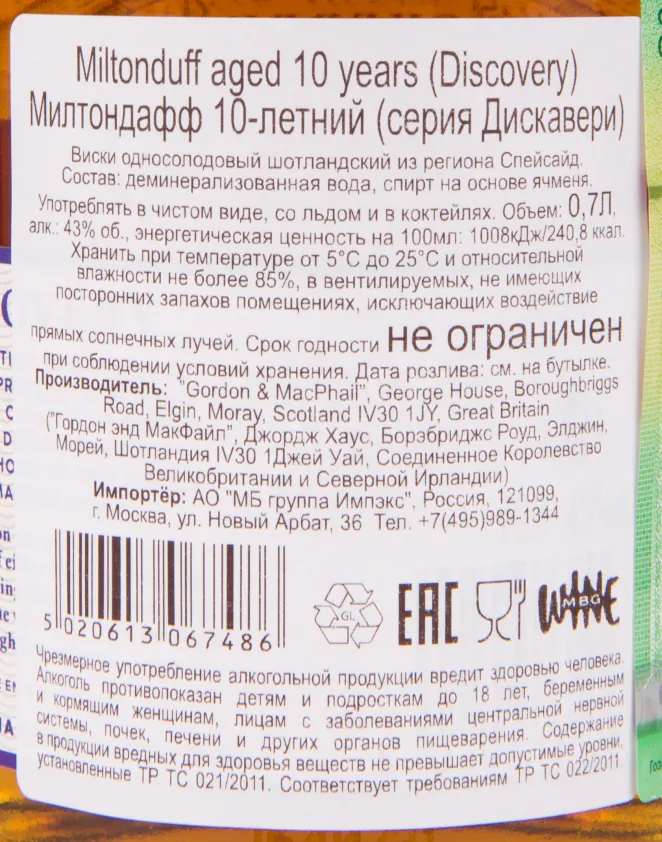 Miltonduff aged 10 years (Discovery)
Милтондафф 10-летний (серия Дискавери)
Виски односолодовый шотландский из региона Спейсайд.
Состав: деминерализованная вода, спирт на основе ячменя.
Употреблять в чистом виде, со льдом и в коктейлях. Объем: 0,7Л,
алк.: 43% об., энергетическая ценность на 100мл: 1008кДж/240,8 ккал.
Хранить при температуре от 5°С до 25°С и относительной
влажности не более 85%, в вентилируемых, не имеющих
посторонних запахов помещениях, исключающих воздействие
прямых солнечных лучей. Срок годности не ограничен
при соблюдении условий хранения. Дата розлива: см. на бутылке.
Производитель: "Gordon & MacPhail", George House, Boroughbriggs
Road, Elgin, Moray, Scotland IV30 1JY, Great Britain
("Гордон энд МакФайл", Джордж Хаус, Борэбриджс Роуд, Элджин,
Морей, Шотландия IV30 1Джей Уай, Соединенное Королевство
Великобритании и Северной Ирландии)
Импортёр: АО "МБ группа Импэкс", Россия, 121099,
г. Москва, ул. Новый Арбат, 36 Тел. +7(495)989-1344
5 020613 067486
GL
EAC
WINE
MBG
Чрезмерное употребление алкогольной продукции вредит здоровью человека.
Алкоголь противопоказан детям и подросткам до 18 лет, беременным
и кормящим женщинам, лицам с заболеваниями центральной нервной
системы, почек, печени и других органов пищеварения. Содержание
в продукции вредных для здоровья веществ не превышает допустимые уровни,
установленные ТР ТС 021/2011. Соответствует требованиям ТР ТС 022/2011.